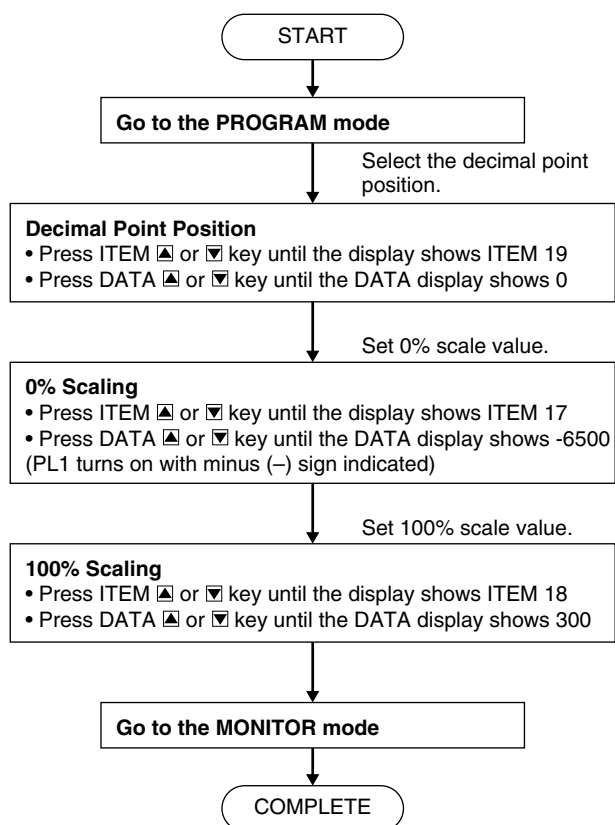 START
Go to the PROGRAM mode
Select the decimal point
position.
Decimal Point Position
• Press ITEM ▲ or ▼ key until the display shows ITEM 19
• Press DATA ▲ or ▼ key until the DATA display shows 0
Set 0% scale value.
0% Scaling
• Press ITEM ▲ or ▼ key until the display shows ITEM 17
• Press DATA ▲ or ▼ key until the DATA display shows -6500
(PL1 turns on with minus (–) sign indicated)
Set 100% scale value.
100% Scaling
• Press ITEM ▲ or ▼ key until the display shows ITEM 18
• Press DATA ▲ or ▼ key until the DATA display shows 300
Go to the MONITOR mode
COMPLETE